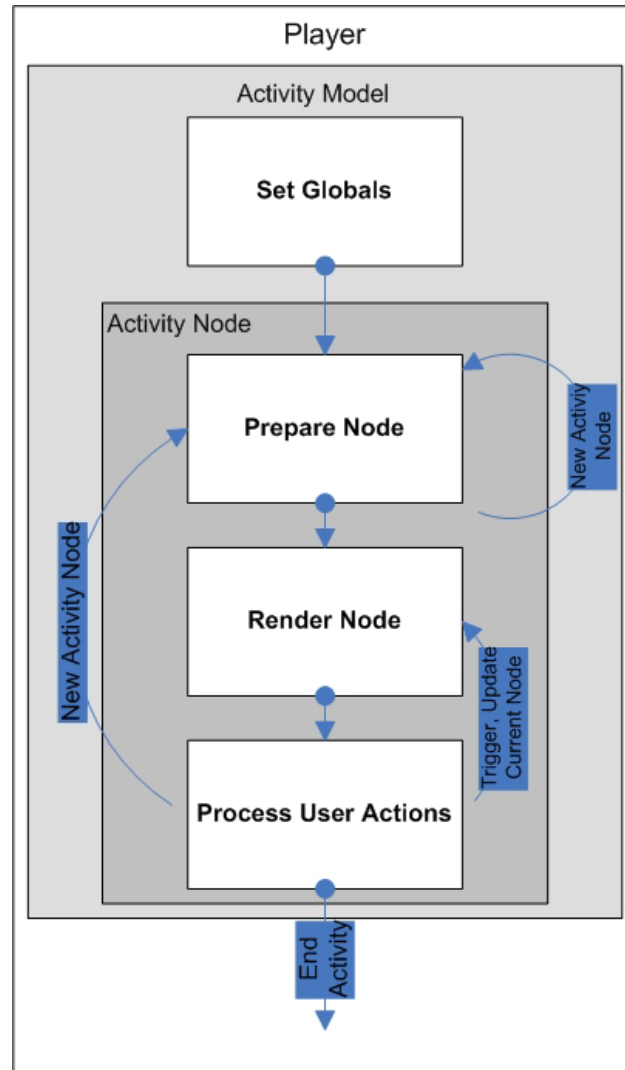 Player
Activity Model
Set Globals
Activity Node
Prepare Node
New Activiy
Node
Render Node
New Activity Node
Trigger, Update
Current Node
Process User Actions
End
Activity